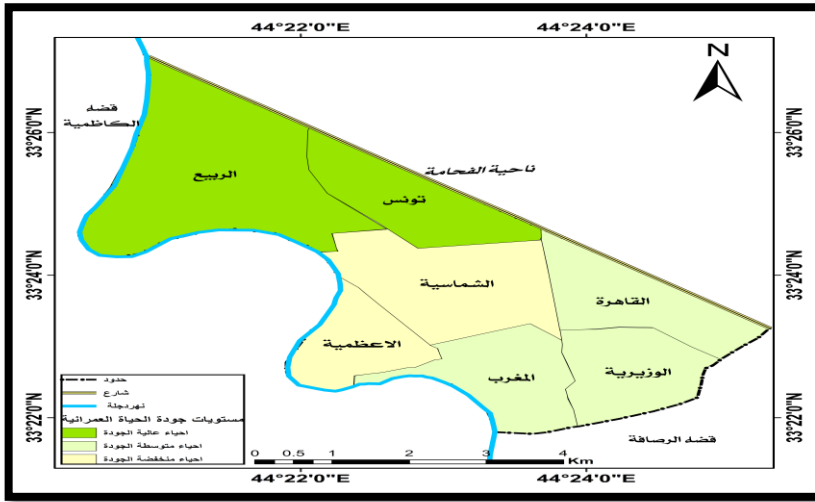 44°22'0"E 44°24'0"E
N
قضاء
الكاظمية
33°26'0"N 33°26'0"N
ناحية الفحامة
الربيع
تونس
33°24'0"N 33°24'0"N
الشماسية
القاهرة
الاعظمية
المغرب
الوزيرية
33°22'0"N 33°22'0"N
قضاء الرصافة
حدود
شارع
نهردجلة
مستويات جودة الحياة العمرانية
احياء عالية الجودة
احياء متوسطة الجودة
احياء منخفضة الجودة
0 0.5 1 2 3 4 Km
44°22'0"E 44°24'0"E